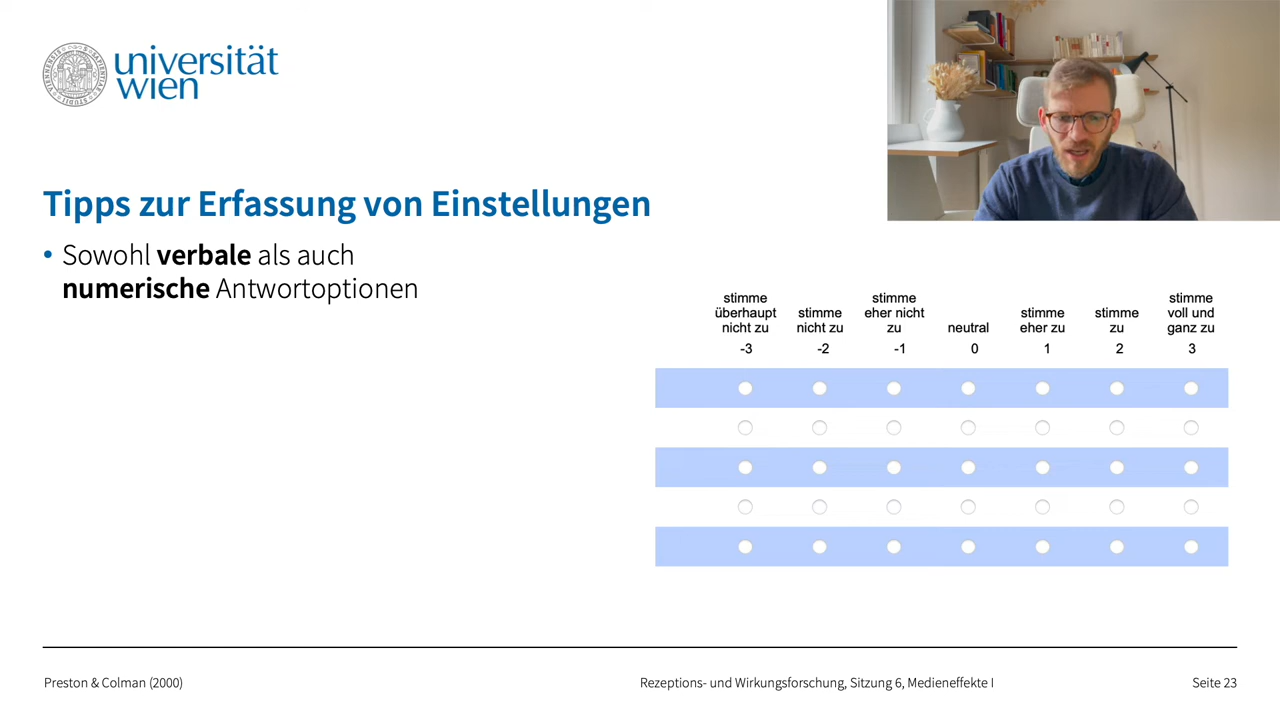 universität
wien
Tipps zur Erfassung von Einstellungen
• Sowohl verbale als auch
numerische Antwortoptionen
stimme überhaupt nicht zu
stimme nicht zu
stimme eher nicht zu
neutral
stimme eher zu
stimme zu
stimme voll und ganz zu
-3 -2 -1 0 1 2 3
Preston & Colman (2000)
Rezeptions- und Wirkungsforschung, Sitzung 6, Medieneffekte I
Seite 23